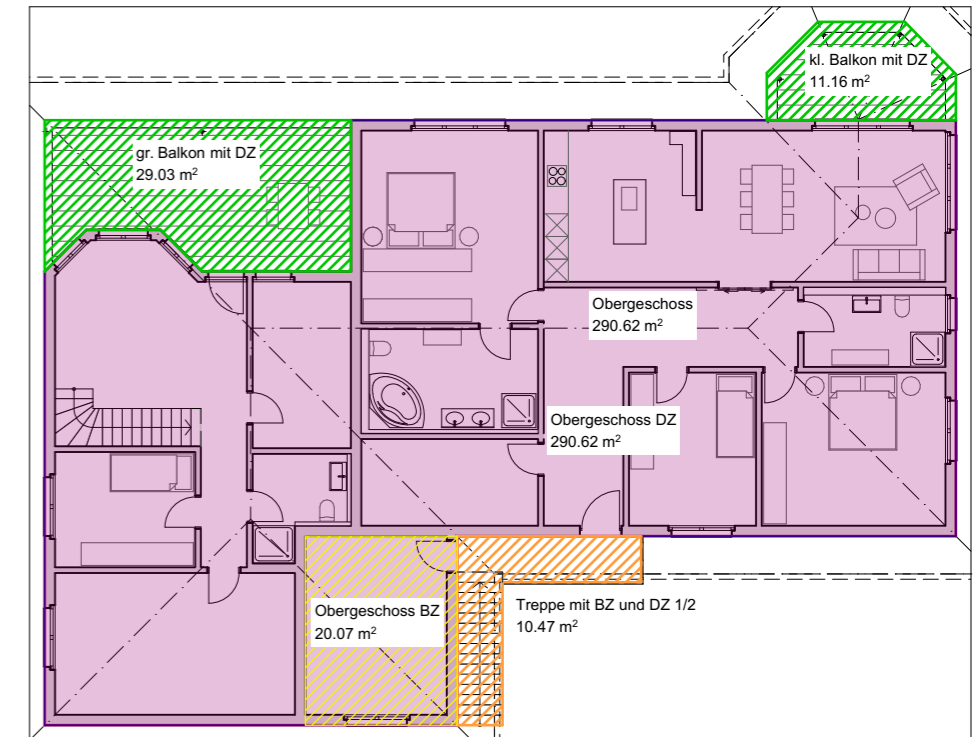 kl. Balkon mit DZ
11.16 m²
gr. Balkon mit DZ
29.03 m²
Obergeschoss
290.62 m²
Obergeschoss DZ
290.62 m²
Obergeschoss BZ
20.07 m²
Treppe mit BZ und DZ 1/2
10.47 m²